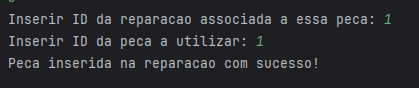 Inserir ID da reparacao associada a essa peca: 1
Inserir ID da peca a utilizar: 1
Peca inserida na reparacao com sucesso!